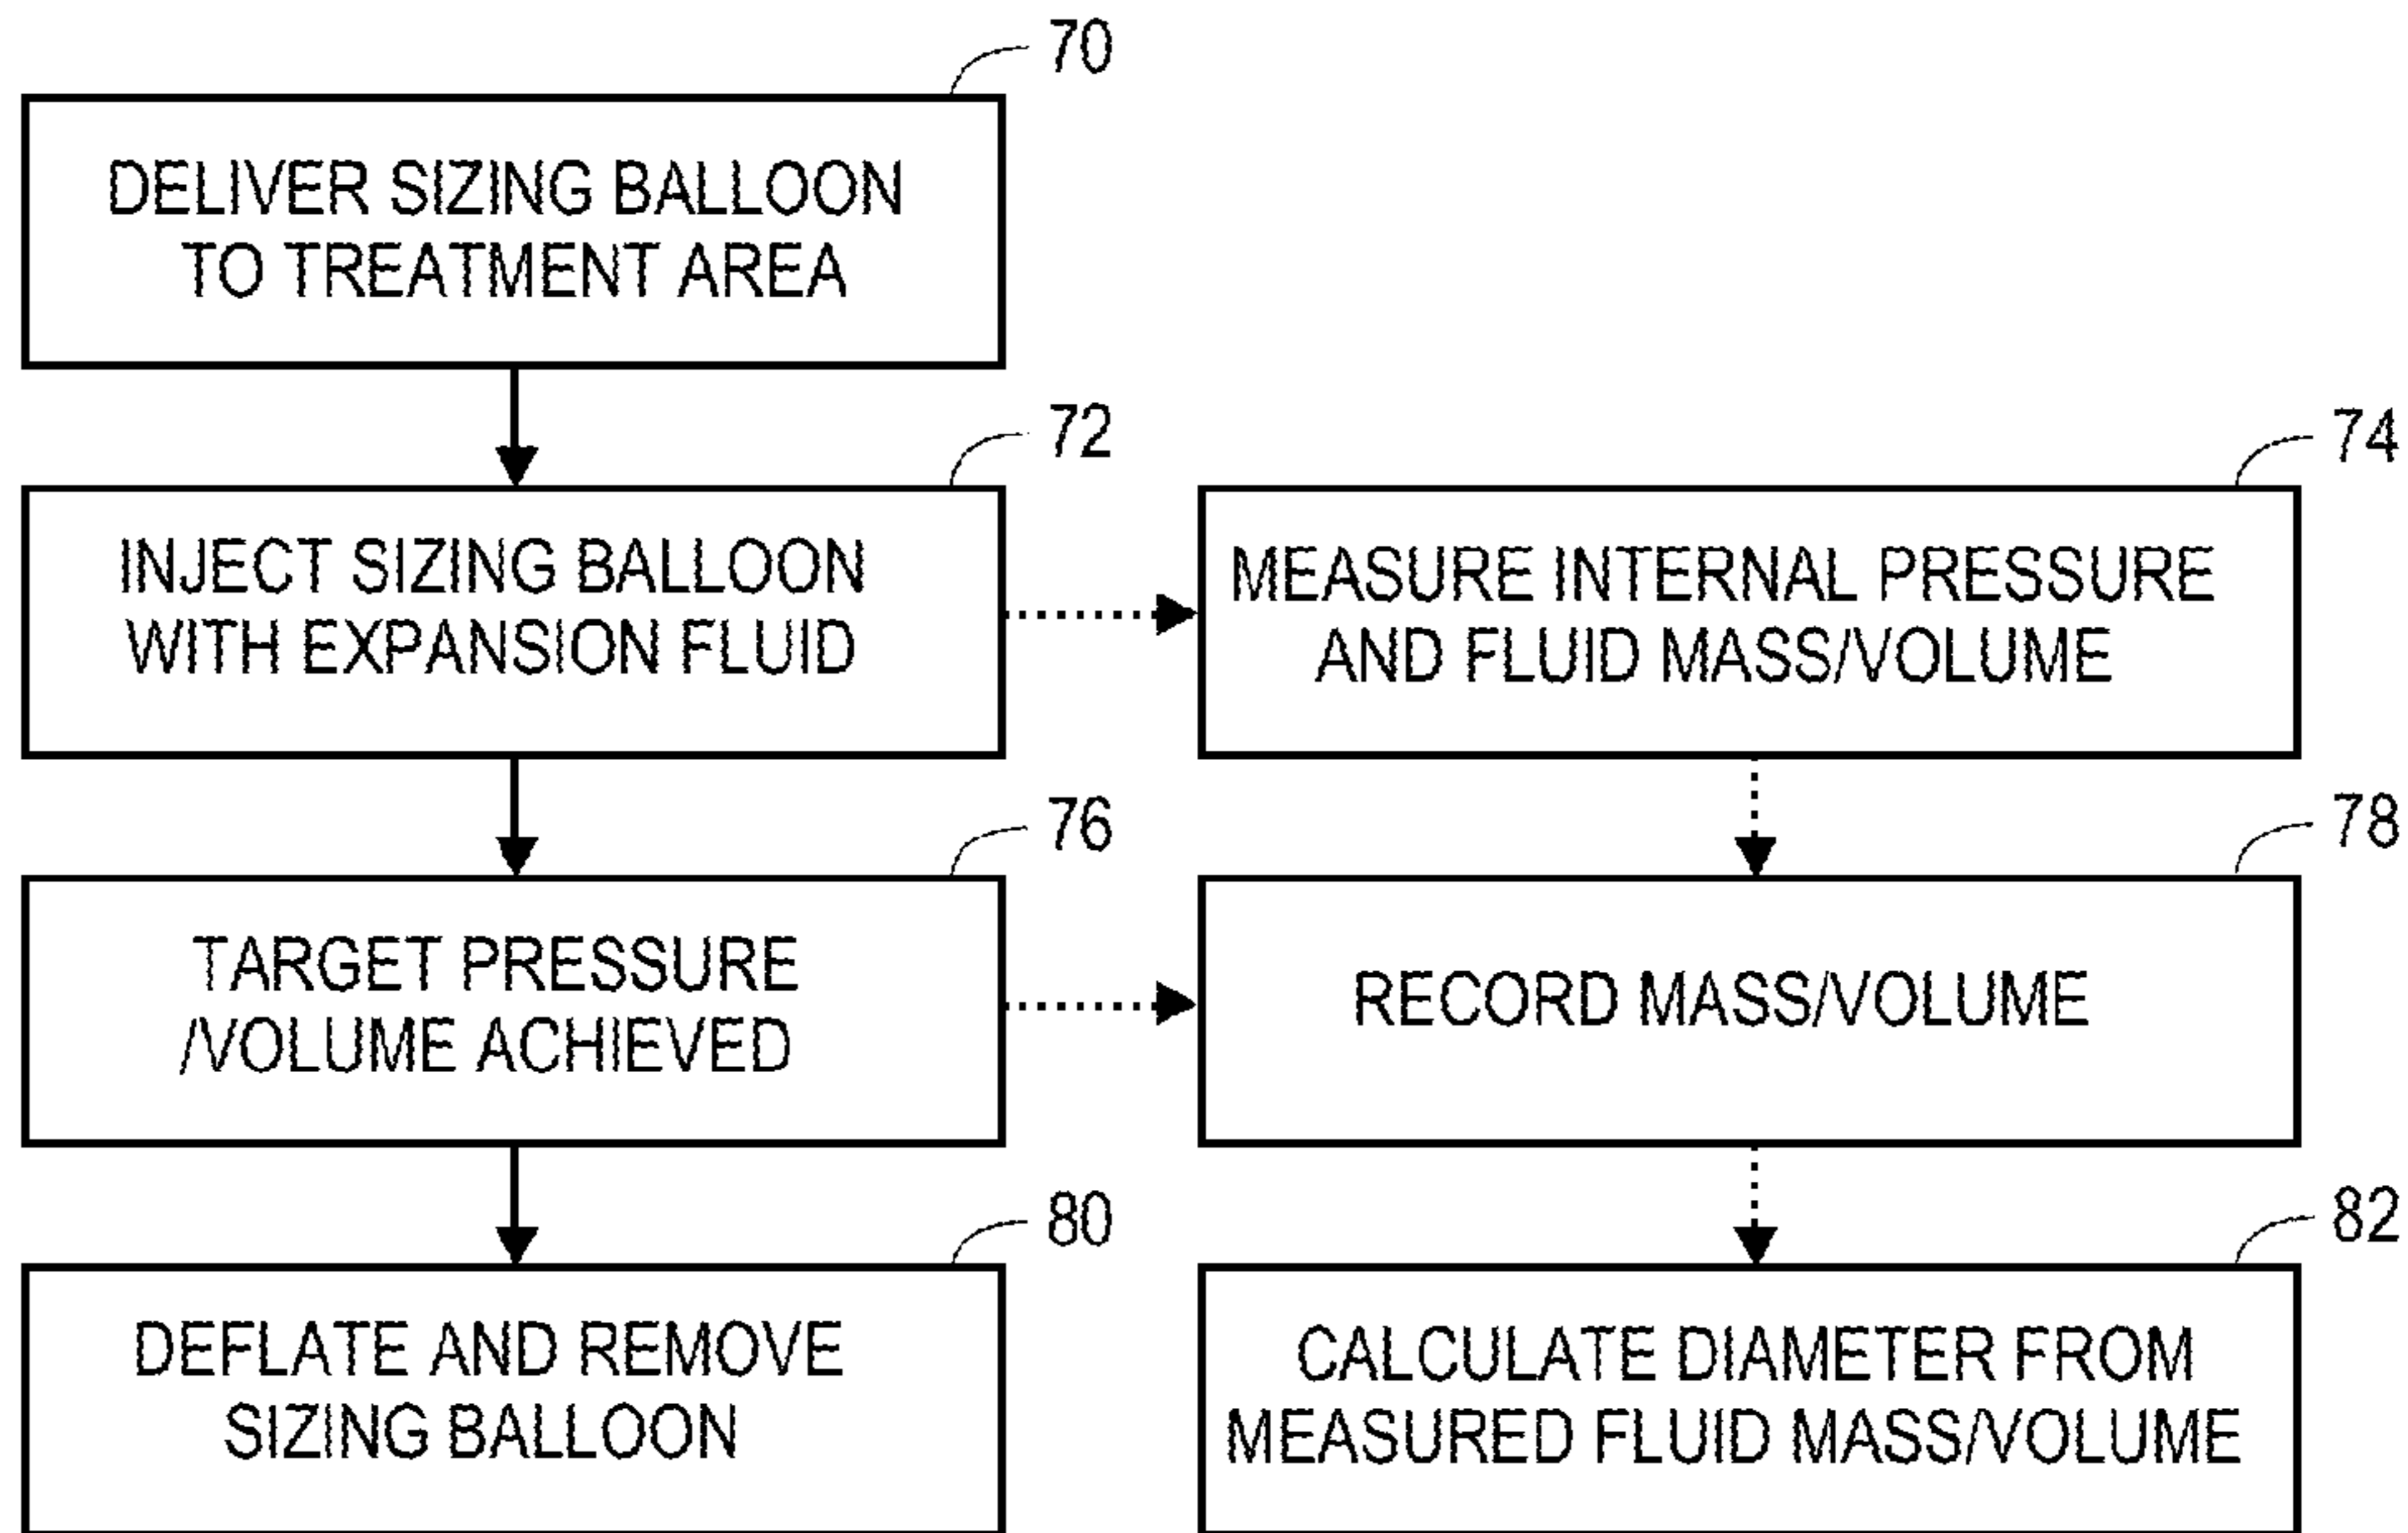 70
DELIVER SIZING BALLOON
TO TREATMENT AREA
72
INJECT SIZING BALLOON
WITH EXPANSION FLUID
74
MEASURE INTERNAL PRESSURE
AND FLUID MASS/VOLUME
76
TARGET PRESSURE
/VOLUME ACHIEVED
78
RECORD MASS/VOLUME
80
DEFLATE AND REMOVE
SIZING BALLOON
82
CALCULATE DIAMETER FROM
MEASURED FLUID MASS/VOLUME